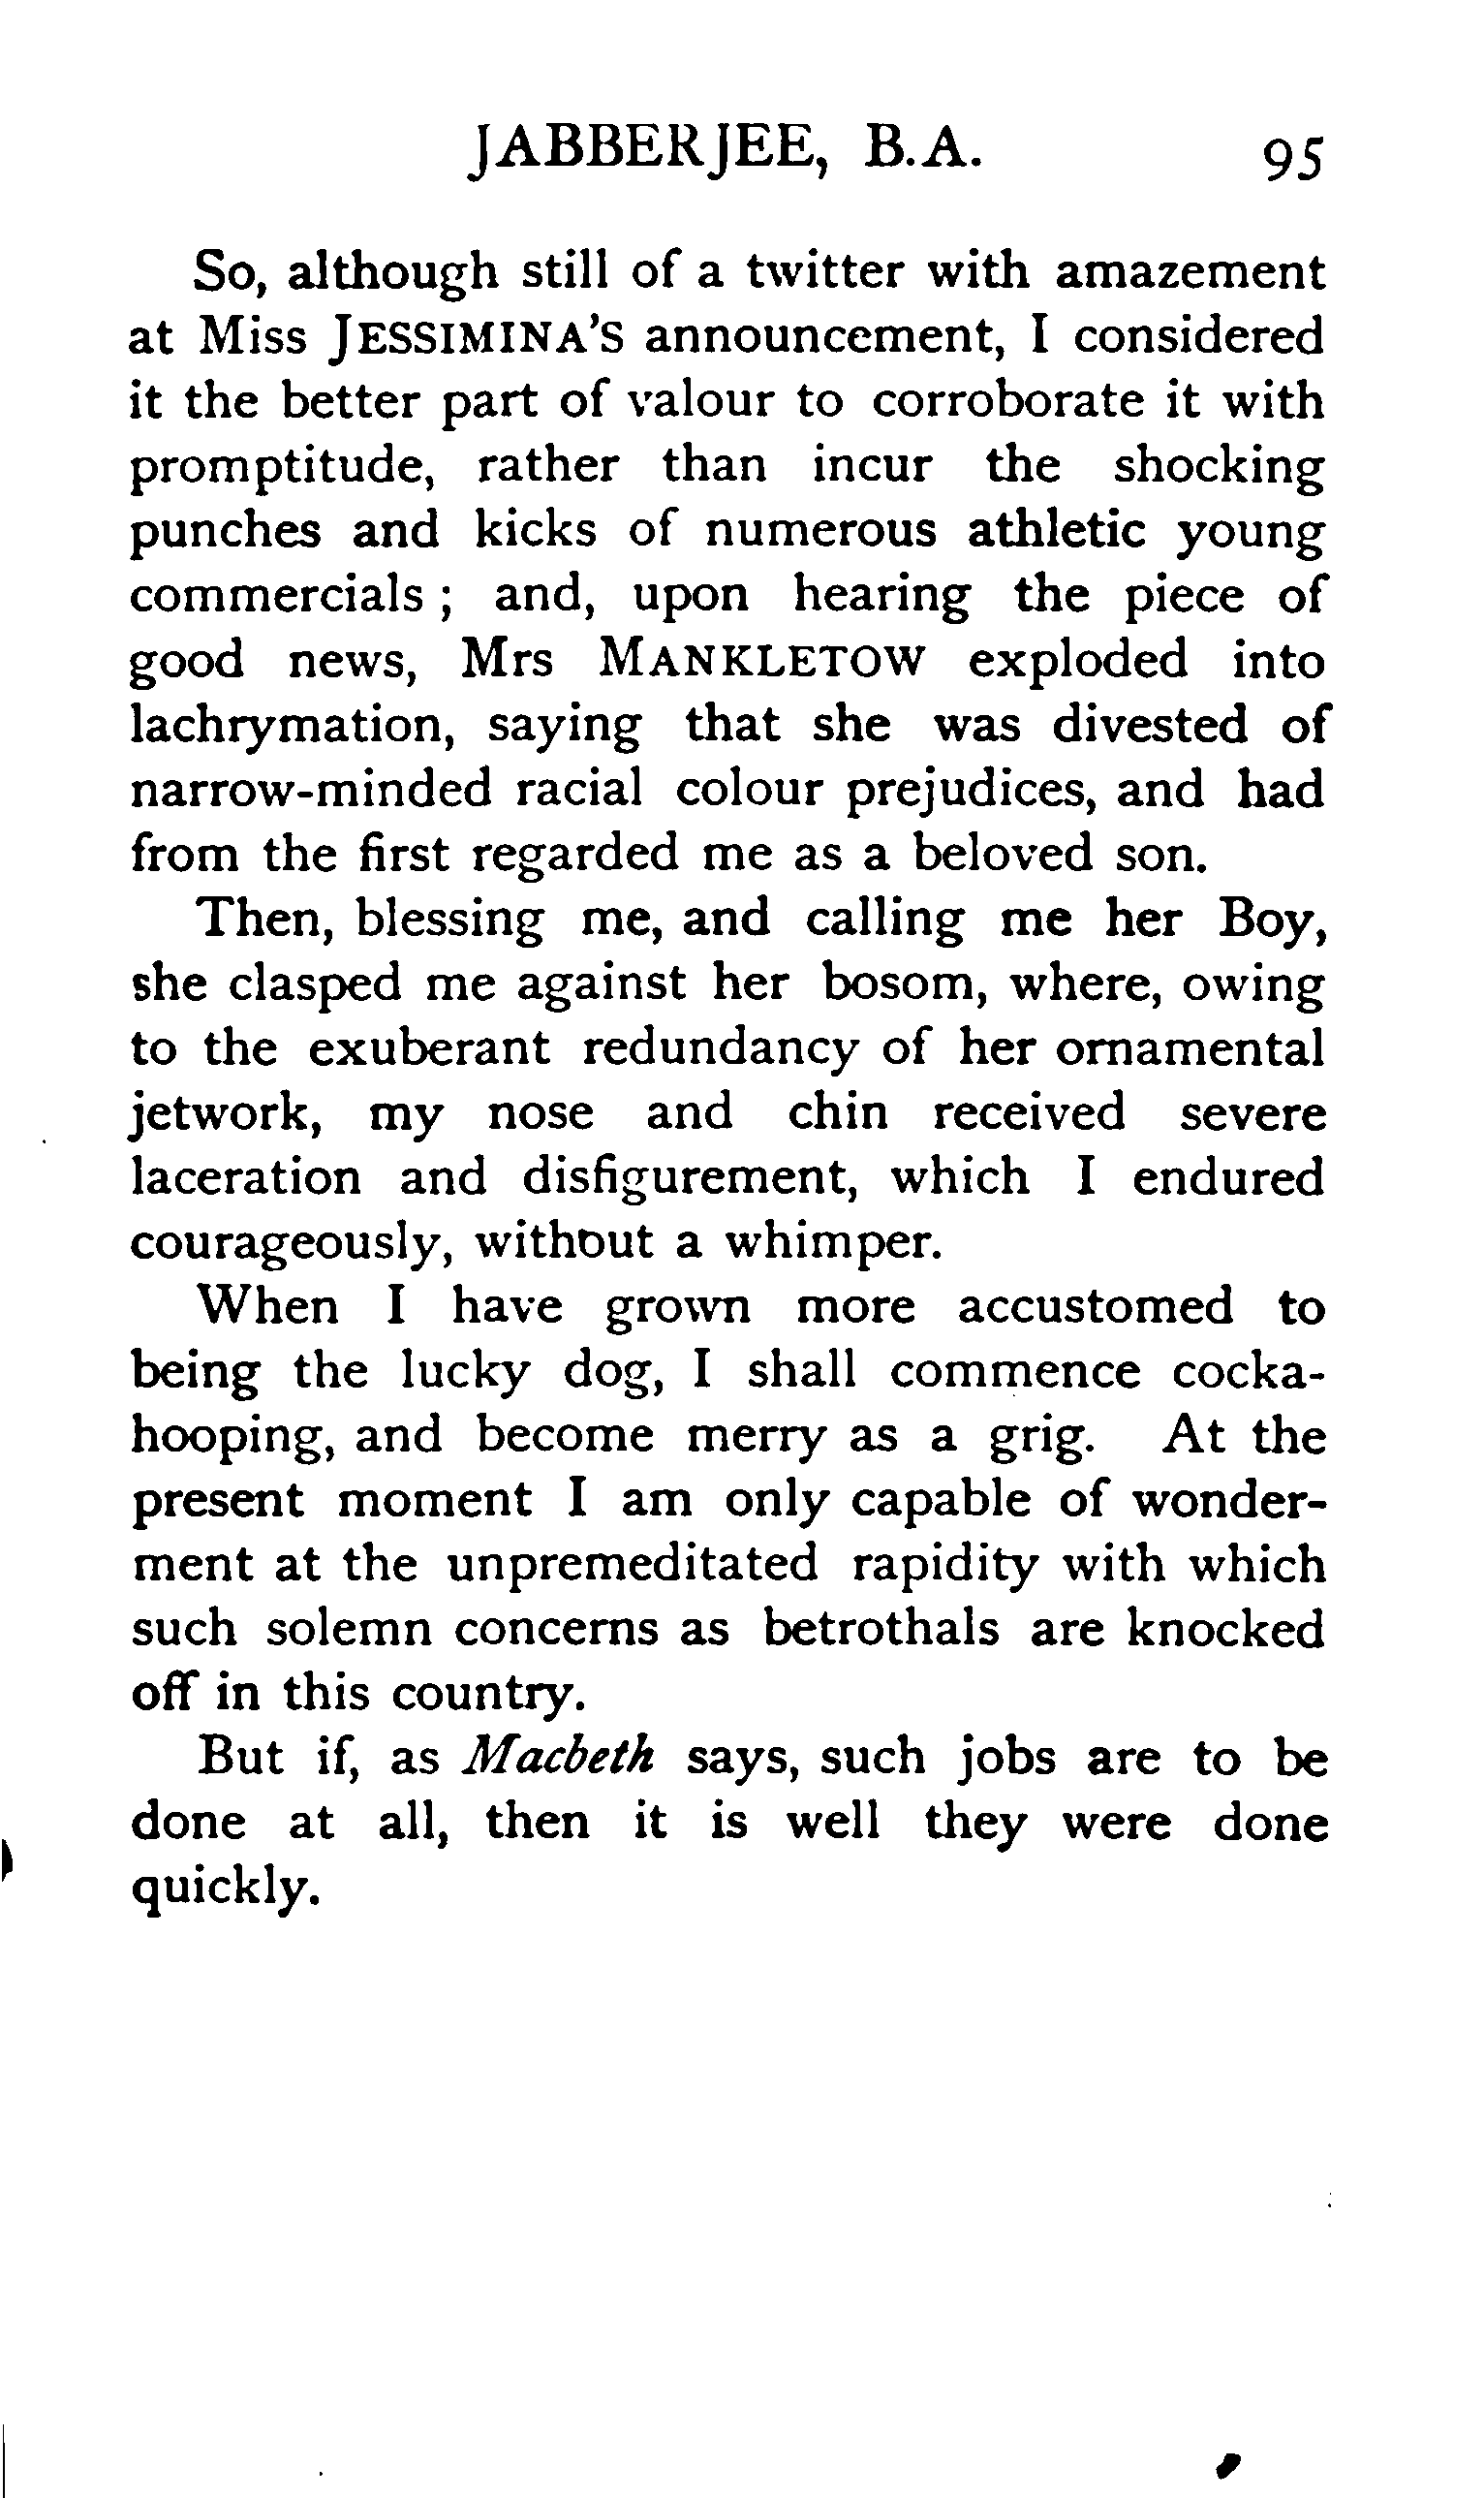 JABBERJEE, B.A. 95
So, although still of a twitter with amazement
at Miss JESSIMINA'S announcement, I considered
it the better part of valour to corroborate it with
promptitude, rather than incur the shocking
punches and kicks of numerous athletic young
commercials ; and, upon hearing the piece of
good news, Mrs MANKLETOW exploded into
lachrymation, saying that she was divested of
narrow-minded racial colour prejudices, and had
from the first regarded me as a beloved son.
Then, blessing me, and calling me her Boy,
she clasped me against her bosom, where, owing
to the exuberant redundancy of her ornamental
jetwork, my nose and chin received severe
laceration and disfigurement, which I endured
courageously, without a whimper.
When I have grown more accustomed to
being the lucky dog, I shall commence cocka-
hooping, and become merry as a grig. At the
present moment I am only capable of wonder-
ment at the unpremeditated rapidity with which
such solemn concerns as betrothals are knocked
off in this country.
But if, as Macbeth says, such jobs are to be
done at all, then it is well they were done
quickly.